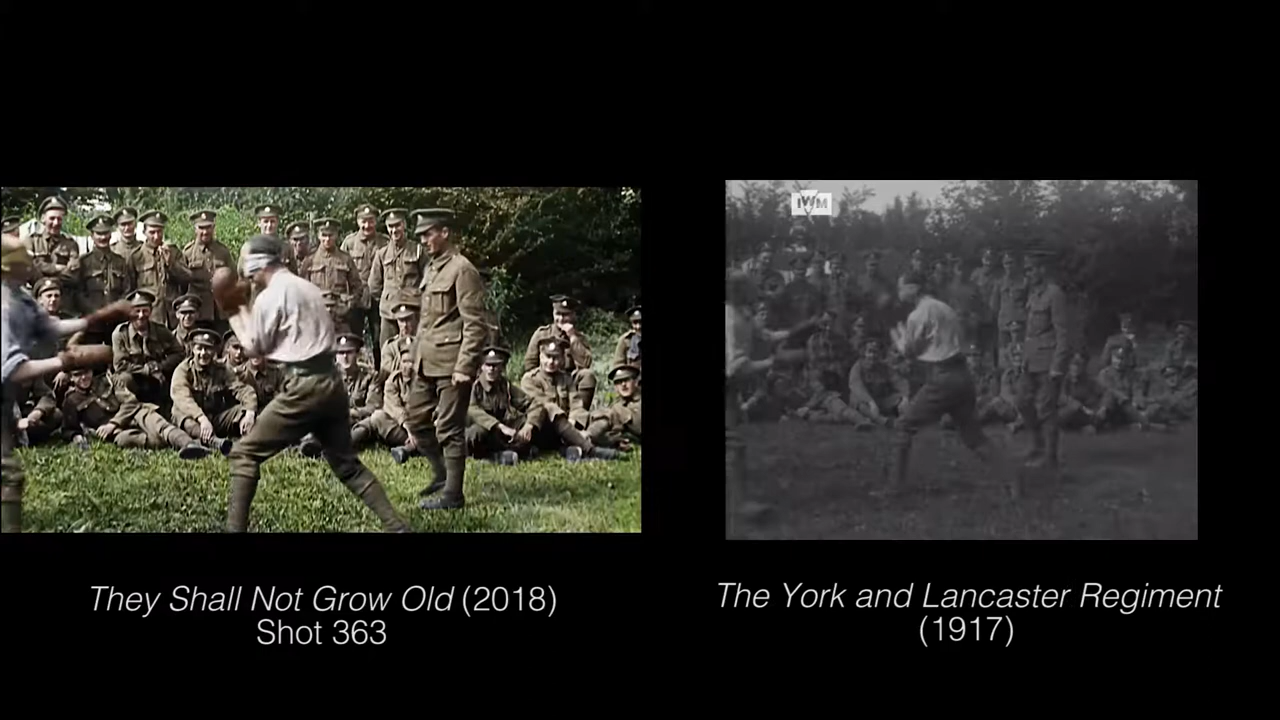 IWM
They Shall Not Grow Old (2018)
Shot 363
The York and Lancaster Regiment
(1917)